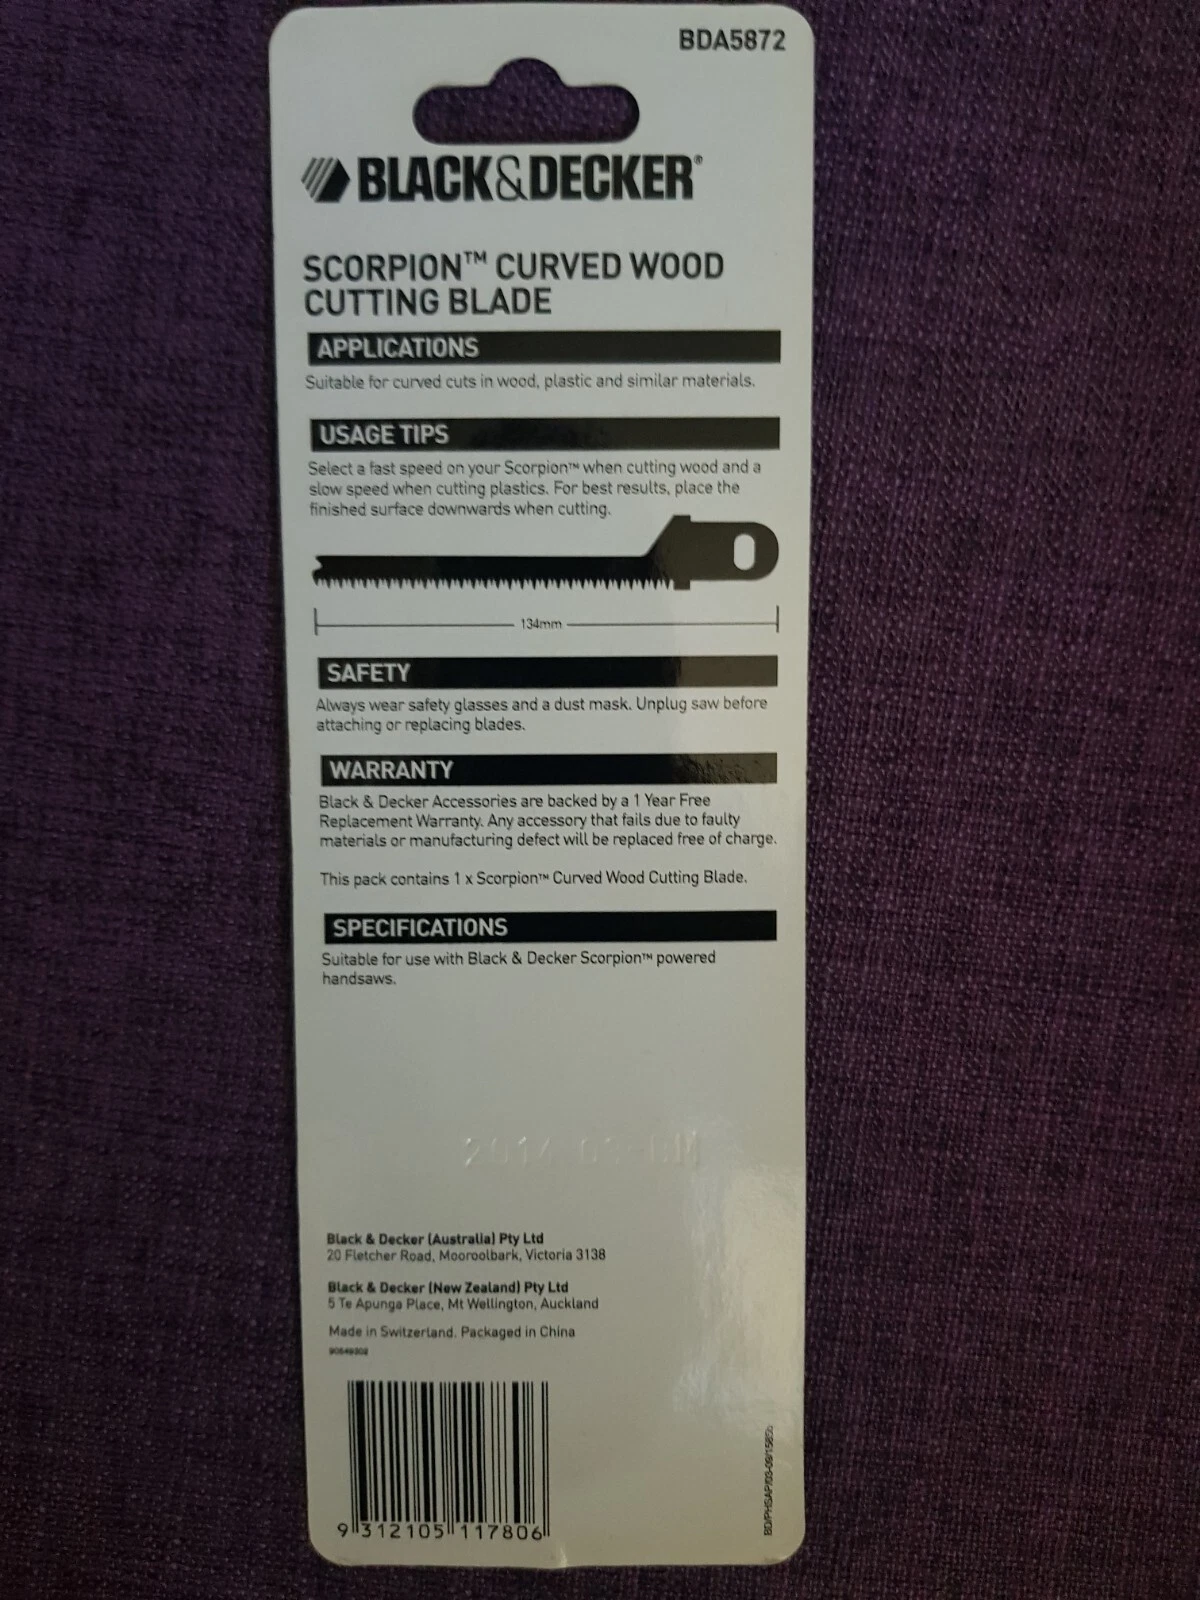 BDA5872
BLACK&DECKER®
SCORPION™ CURVED WOOD
CUTTING BLADE
APPLICATIONS
Suitable for curved cuts in wood, plastic and similar materials.
USAGE TIPS
Select a fast speed on your Scorpion™ when cutting wood and a
slow speed when cutting plastics. For best results, place the
finished surface downwards when cutting.
134mm
SAFETY
Always wear safety glasses and a dust mask. Unplug saw before
attaching or replacing blades.
WARRANTY
Black & Decker Accessories are backed by a 1 Year Free
Replacement Warranty. Any accessory that fails due to faulty
materials or manufacturing defect will be replaced free of charge.
This pack contains 1 x Scorpion™ Curved Wood Cutting Blade.
SPECIFICATIONS
Suitable for use with Black & Decker Scorpion™ powered
handsaws.
2014
Black & Decker (Australia) Pty Ltd
20 Fletcher Road, Mooroolbark, Victoria 3138
Black & Decker (New Zealand) Pty Ltd
5 Te Apunga Place, Mt Wellington, Auckland
Made in Switzerland. Packaged in China
9 312105 117806